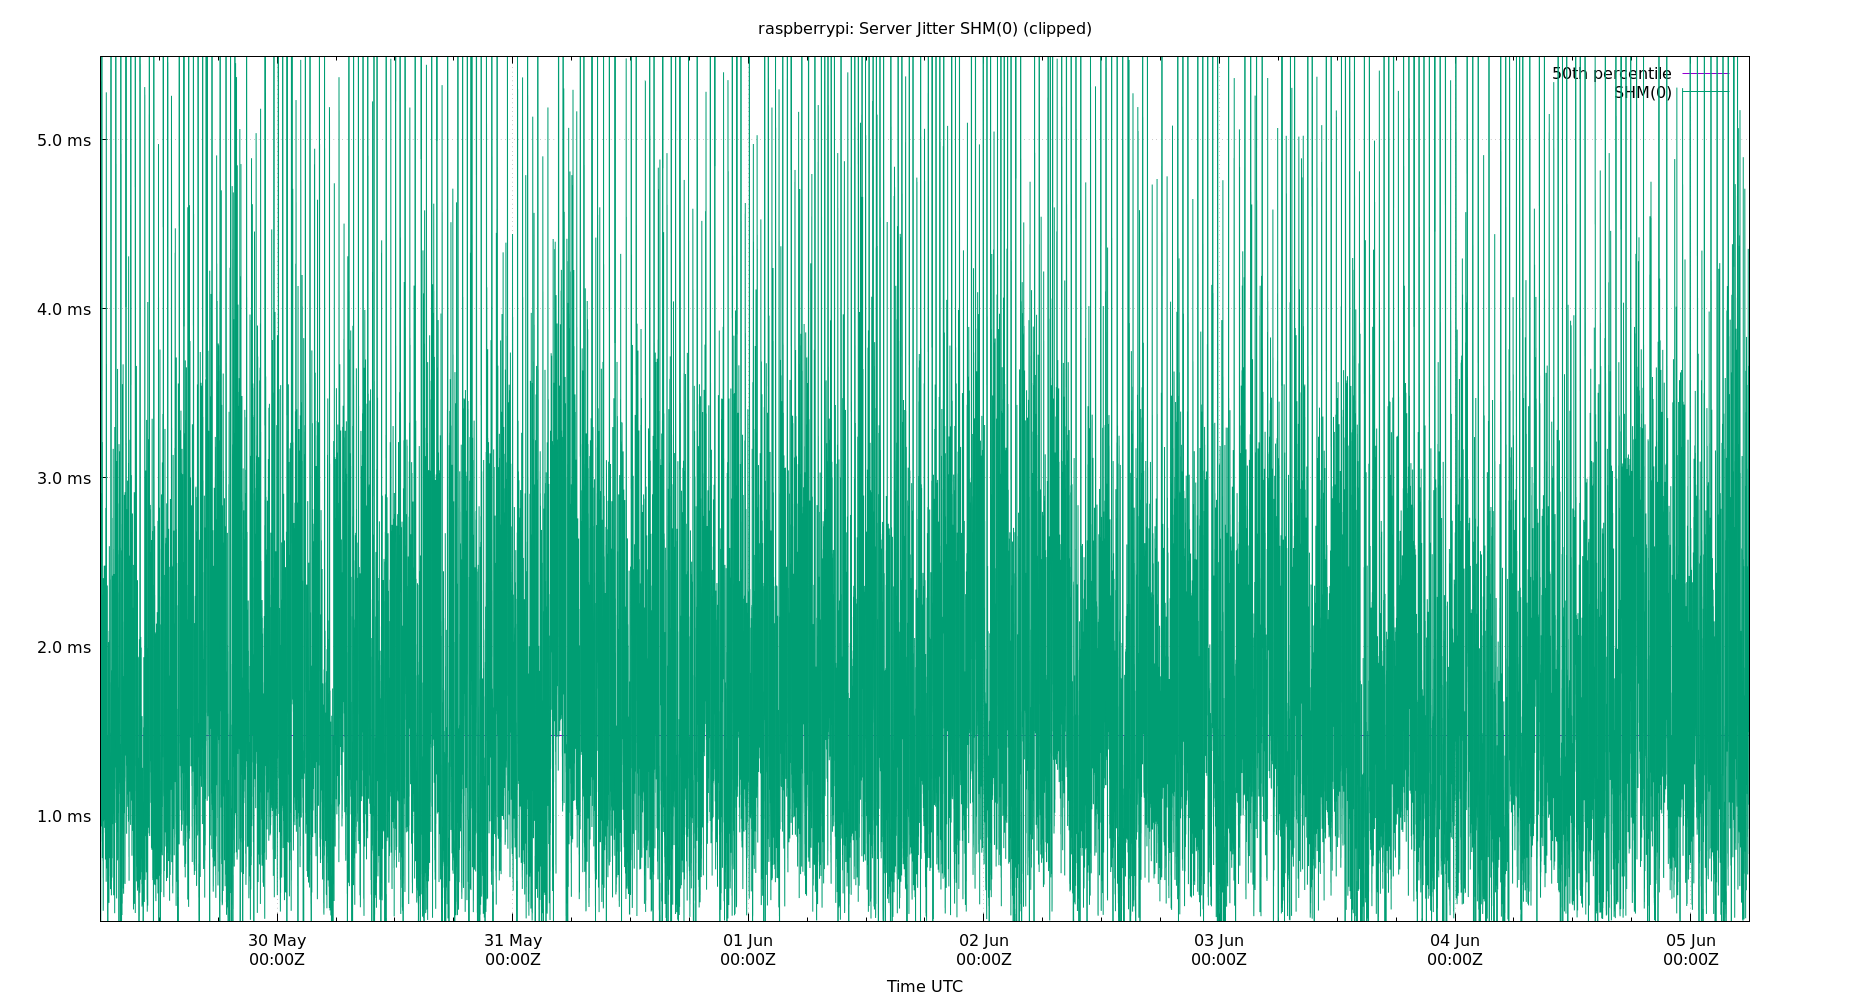 raspberrypi: Server Jitter SHM(0) (clipped)
50th percentile
SHM(0)
5.0 ms
4.0 ms
3.0 ms
2.0 ms
1.0 ms
30 May 31 May 01 Jun 02 Jun 03 Jun 04 Jun 05 Jun
00:00Z 00:00Z 00:00Z 00:00Z 00:00Z 00:00Z 00:00Z
Time UTC